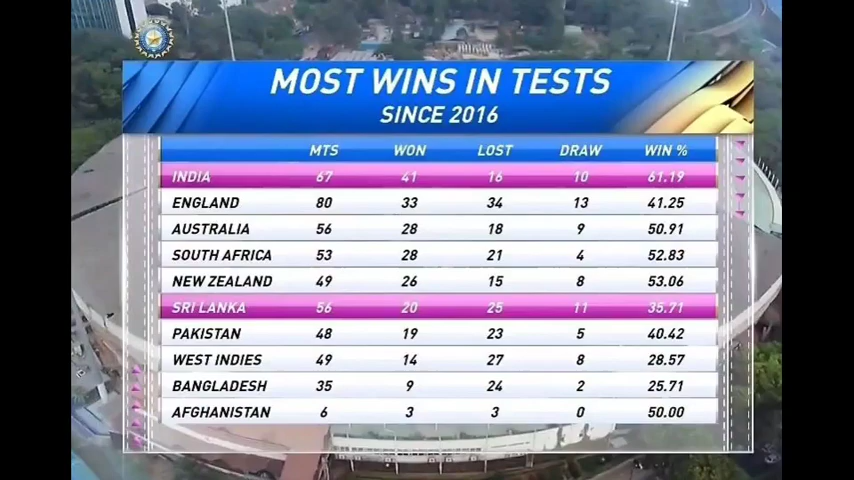 MOST WINS IN TESTS
SINCE 2016
MTS WON LOST DRAW WIN %
INDIA 67 41 16 10 61.19
ENGLAND 80 33 34 13 41.25
AUSTRALIA 56 28 18 9 50.91
SOUTH AFRICA 53 28 21 4 52.83
NEW ZEALAND 49 26 15 8 53.06
SRI LANKA 56 20 25 11 35.71
PAKISTAN 48 19 23 5 40.42
WEST INDIES 49 14 27 8 28.57
BANGLADESH 35 9 24 2 25.71
AFGHANISTAN 6 3 3 0 50.00